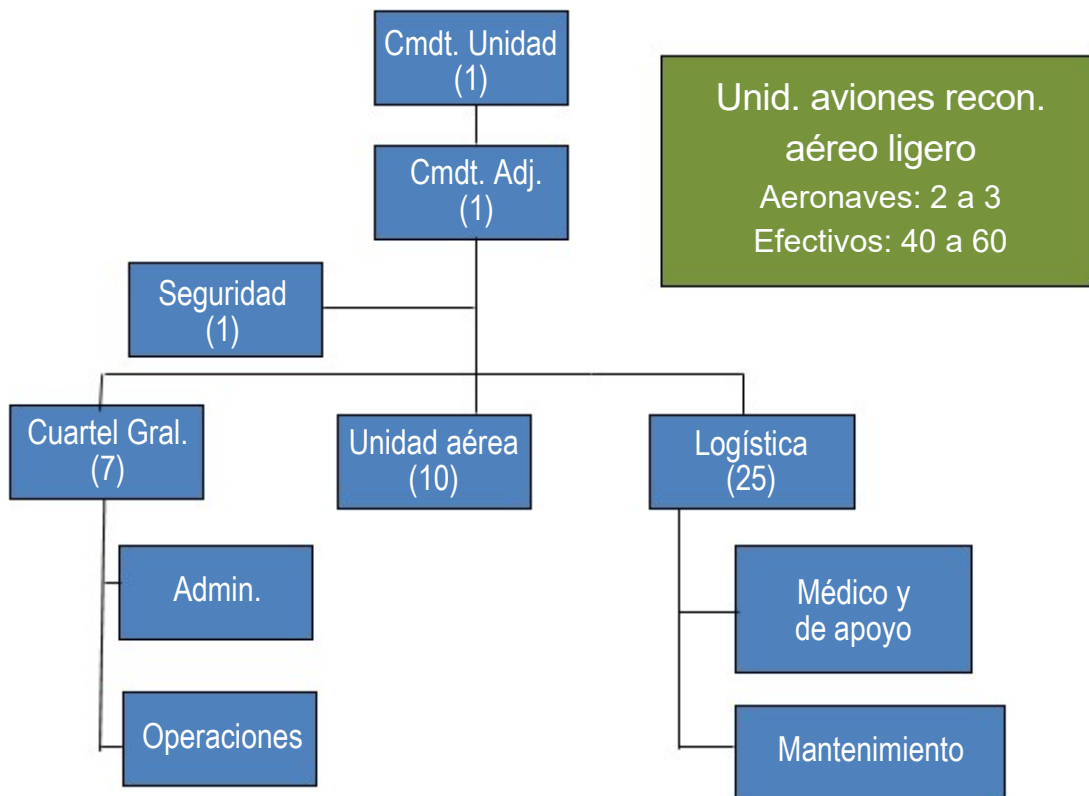 Cmdt. Unidad
(1)
Unid. aviones recon.
aéreo ligero
Aeronaves: 2 a 3
Efectivos: 40 a 60
Cmdt. Adj.
(1)
Seguridad
(1)
Cuartel Gral.
(7)
Unidad aérea
(10)
Logística
(25)
Admin.
Médico y
de apoyo
Operaciones
Mantenimiento